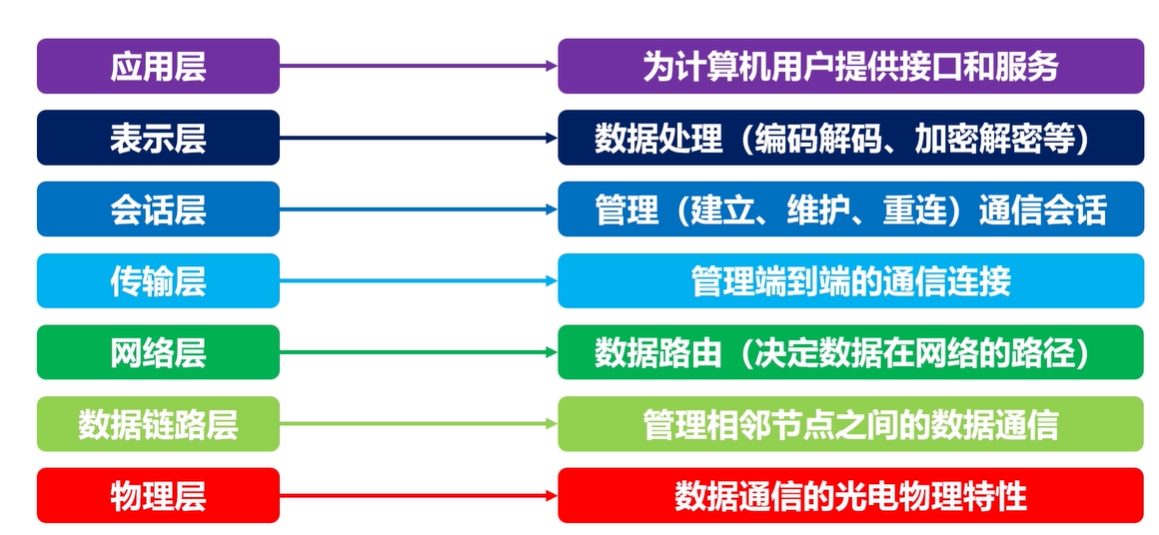 应用层
为计算机用户提供接口和服务
表示层
数据处理（编码解码、加密解密等）
会话层
管理（建立、维护、重连）通信会话
传输层
管理端到端的通信连接
网络层
数据路由（决定数据在网络的路径）
数据链路层
管理相邻节点之间的数据通信
物理层
数据通信的光电物理特性